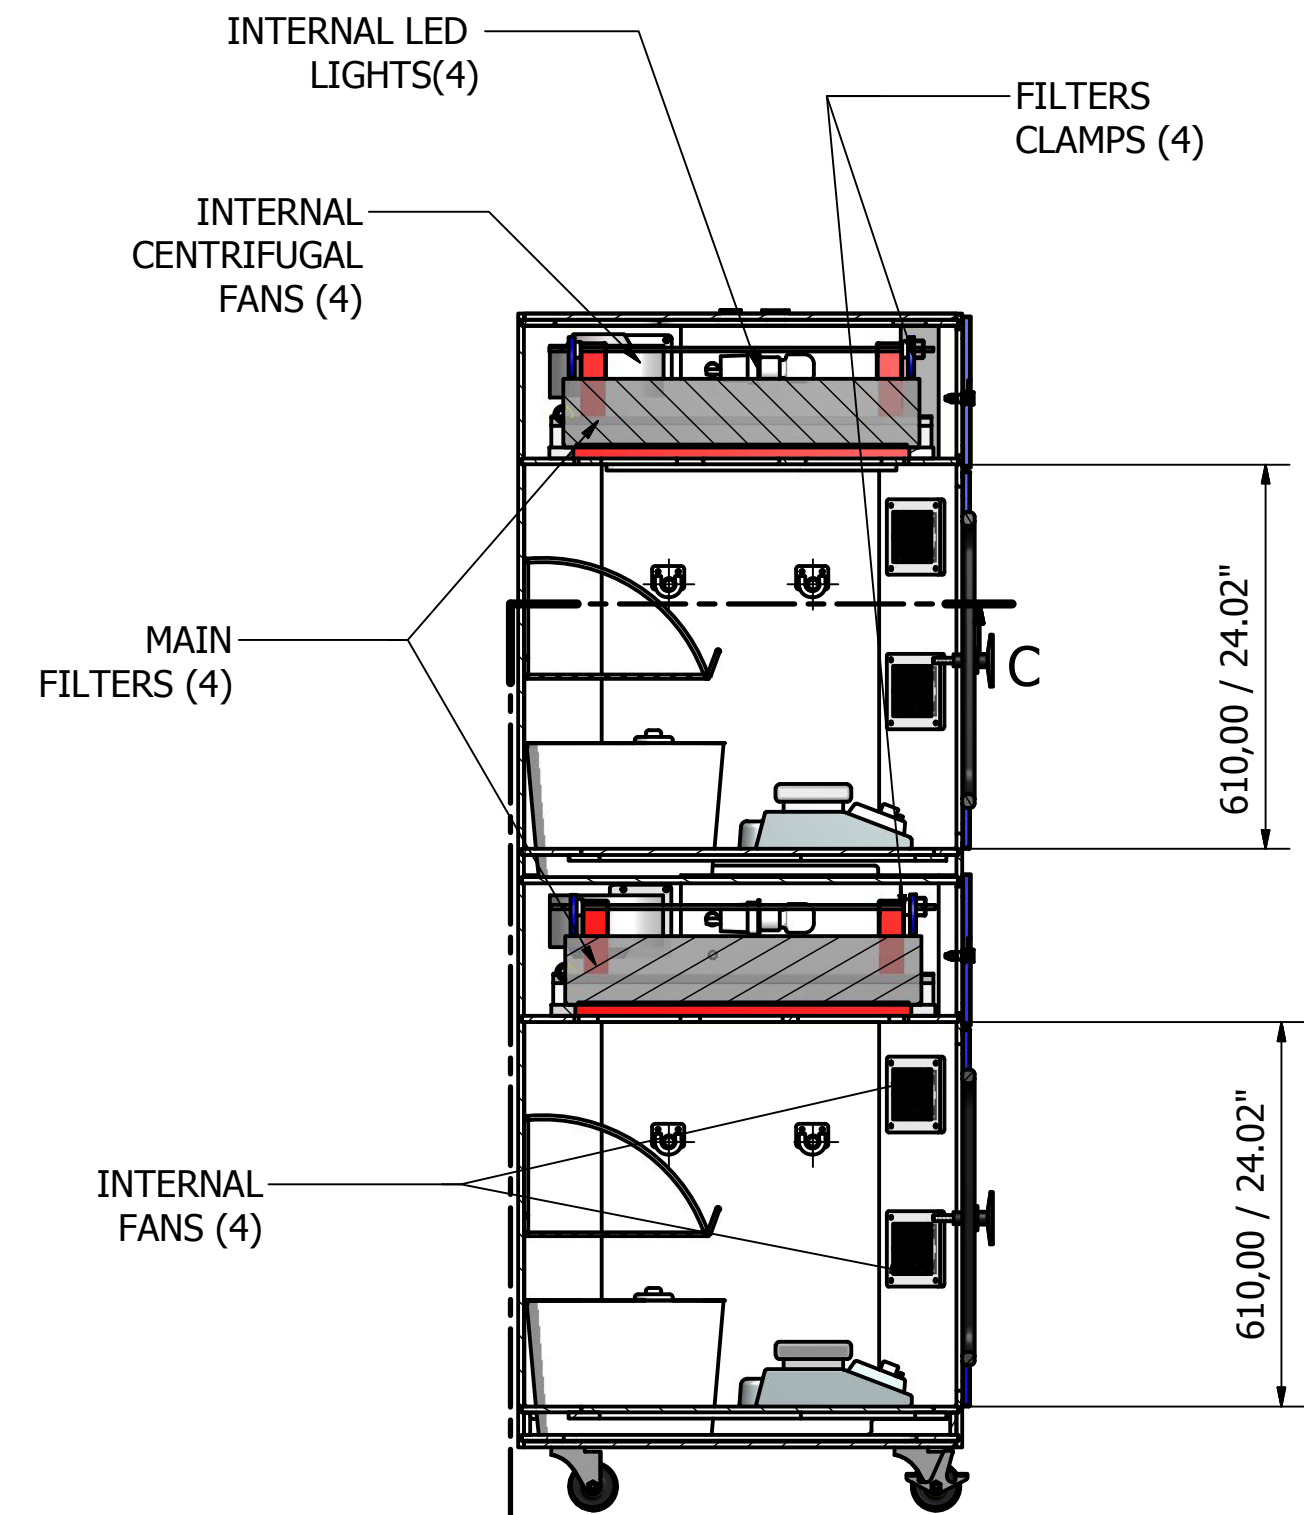 INTERNAL LED
LIGHTS(4)
FILTERS
CLAMPS (4)
INTERNAL
CENTRIFUGAL
FANS (4)
610,00 / 24.02"
MAIN
FILTERS (4)
C
INTERNAL
FANS (4)
610,00 / 24.02"